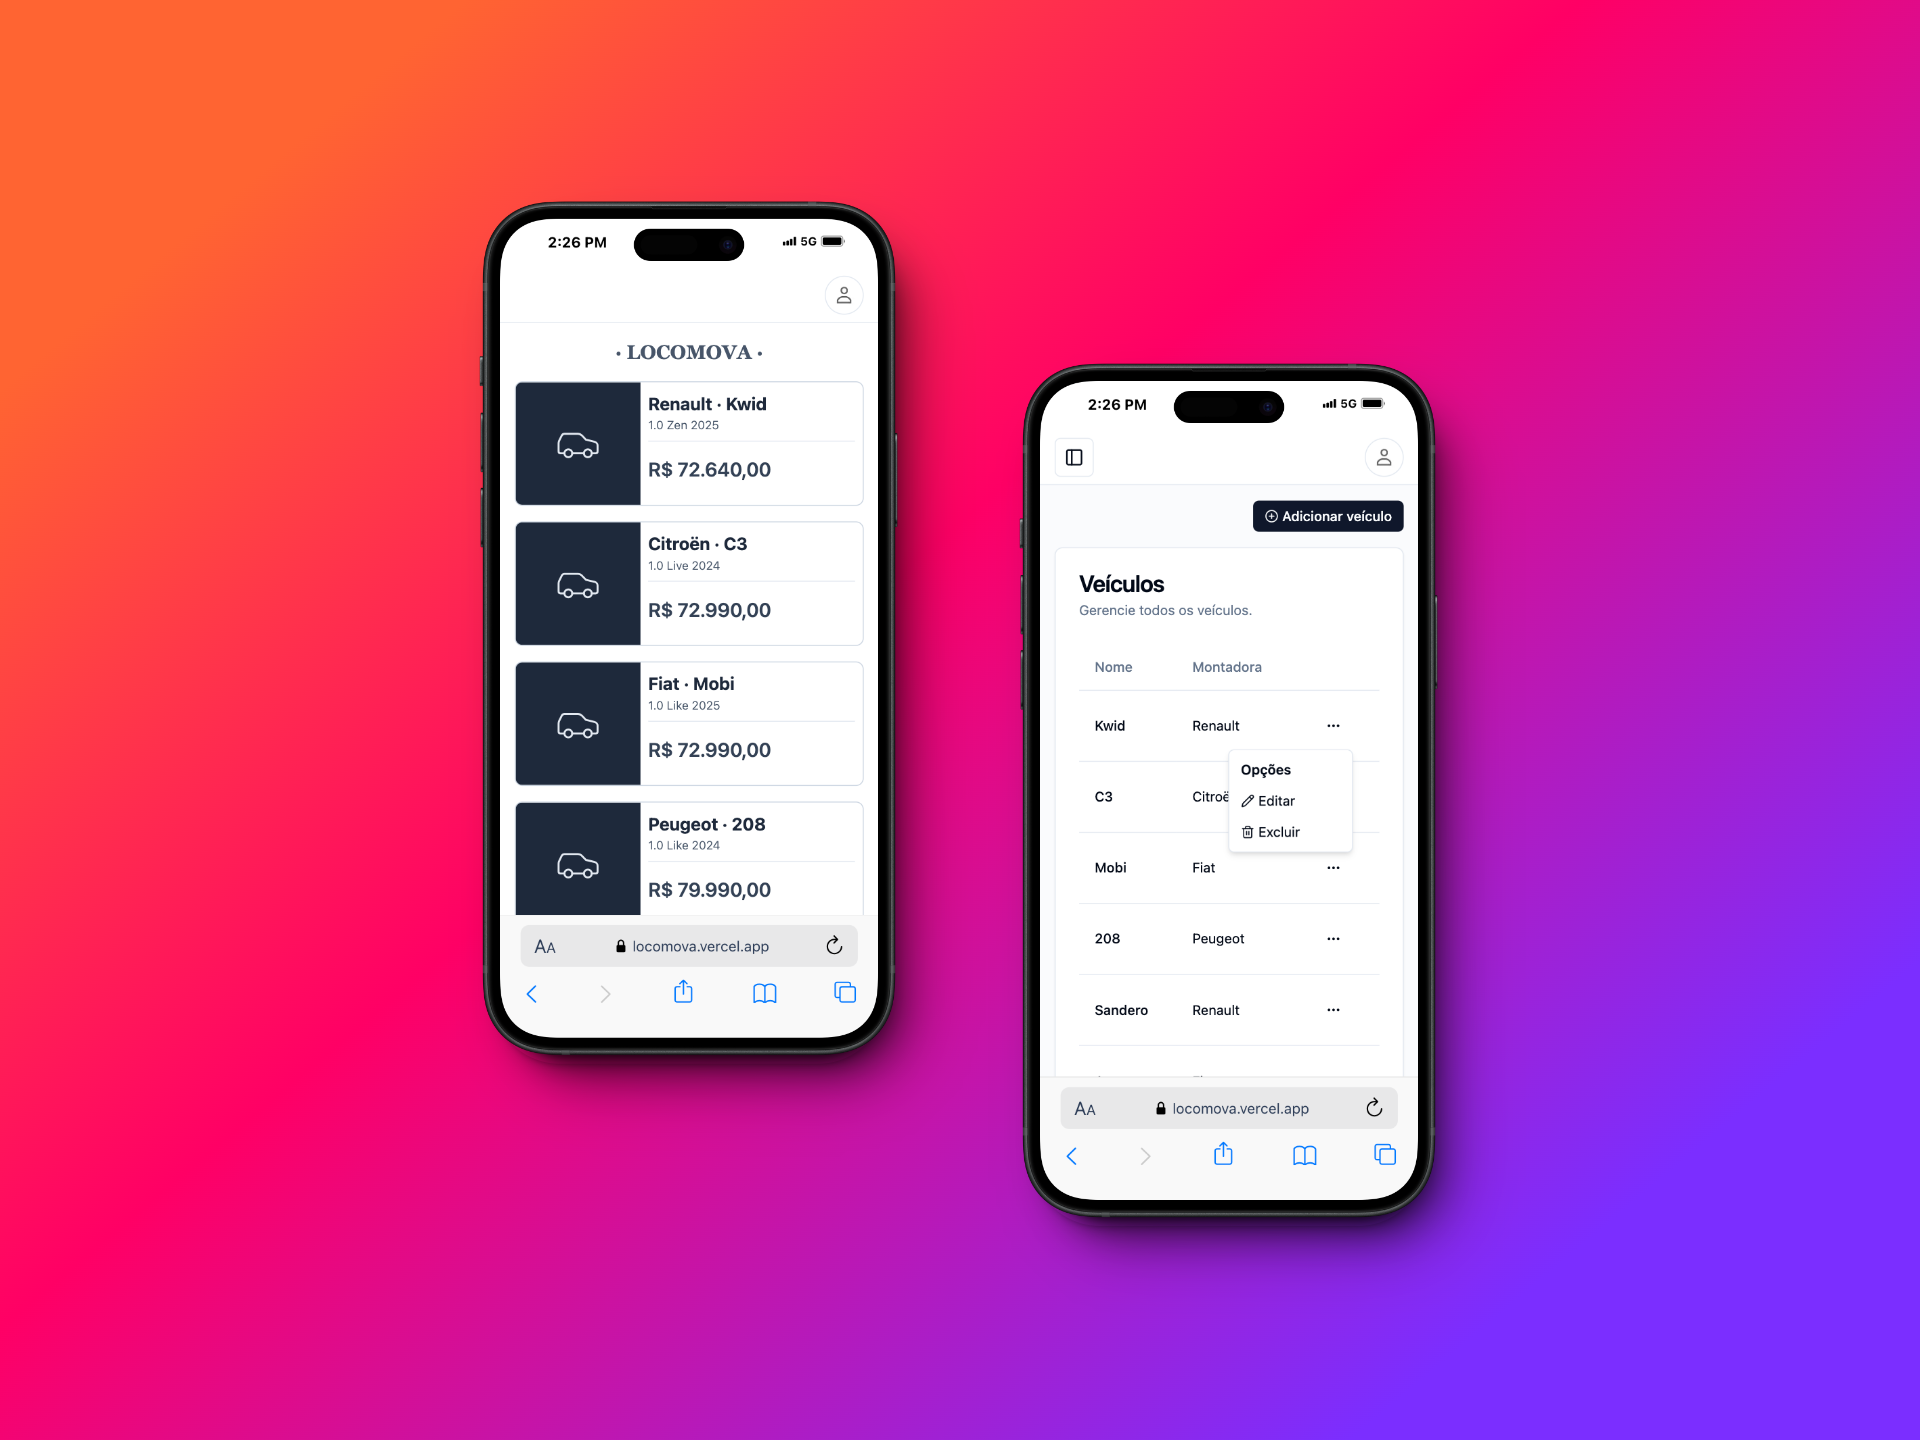 2:26 PM
5G
· LOCOMOVA ·
Renault · Kwid
1.0 Zen 2025
R$ 72.640,00
Citroën · C3
1.0 Live 2024
R$ 72.990,00
Fiat · Mobi
1.0 Like 2025
R$ 72.990,00
Peugeot · 208
1.0 Like 2024
R$ 79.990,00
AA locomova.vercel.app
2:26 PM
5G
Adicionar veículo
Veículos
Gerencie todos os veículos.
Nome Montadora
Kwid Renault
Opções
Editar
Excluir
C3 Citroë
Mobi Fiat
208 Peugeot
Sandero Renault
AA locomova.vercel.app